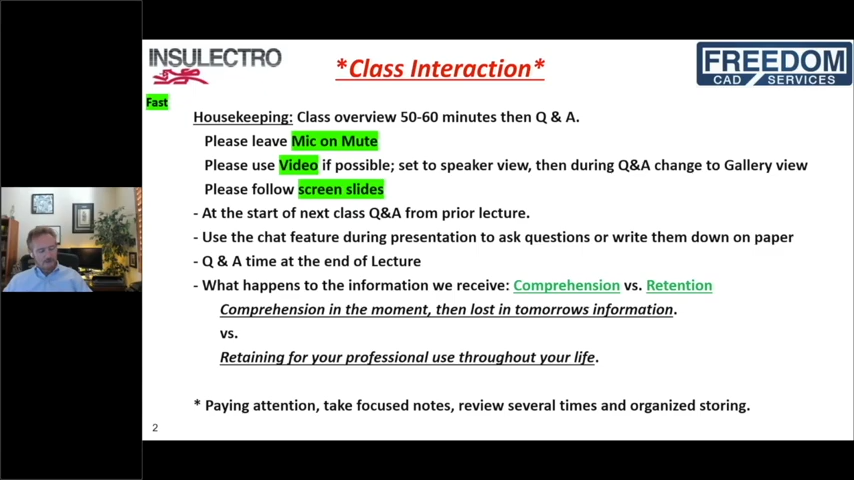 INSULECTRO
*Class Interaction*
FREEDOM
CAD SERVICES
Fast
Housekeeping: Class overview 50-60 minutes then Q & A.
Please leave Mic on Mute
Please use Video if possible; set to speaker view, then during Q&A change to Gallery view
Please follow screen slides
- At the start of next class Q&A from prior lecture.
- Use the chat feature during presentation to ask questions or write them down on paper
- Q & A time at the end of Lecture
- What happens to the information we receive: Comprehension vs. Retention
Comprehension in the moment, then lost in tomorrows information.
vs.
Retaining for your professional use throughout your life.
* Paying attention, take focused notes, review several times and organized storing.
2